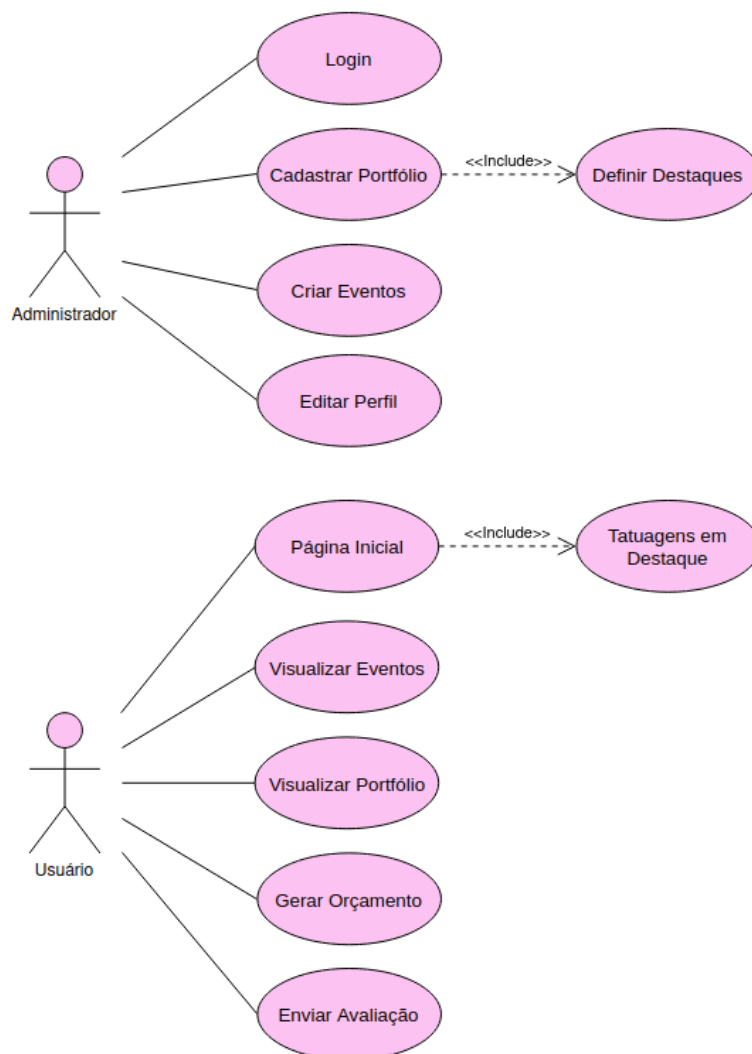 Login
Cadastrar Portfólio
<<Include>>
Definir Destaques
Criar Eventos
Administrador
Editar Perfil
Página Inicial
<<Include>>
Tatuagens em
Destaque
Visualizar Eventos
Visualizar Portfólio
Usuário
Gerar Orçamento
Enviar Avaliação